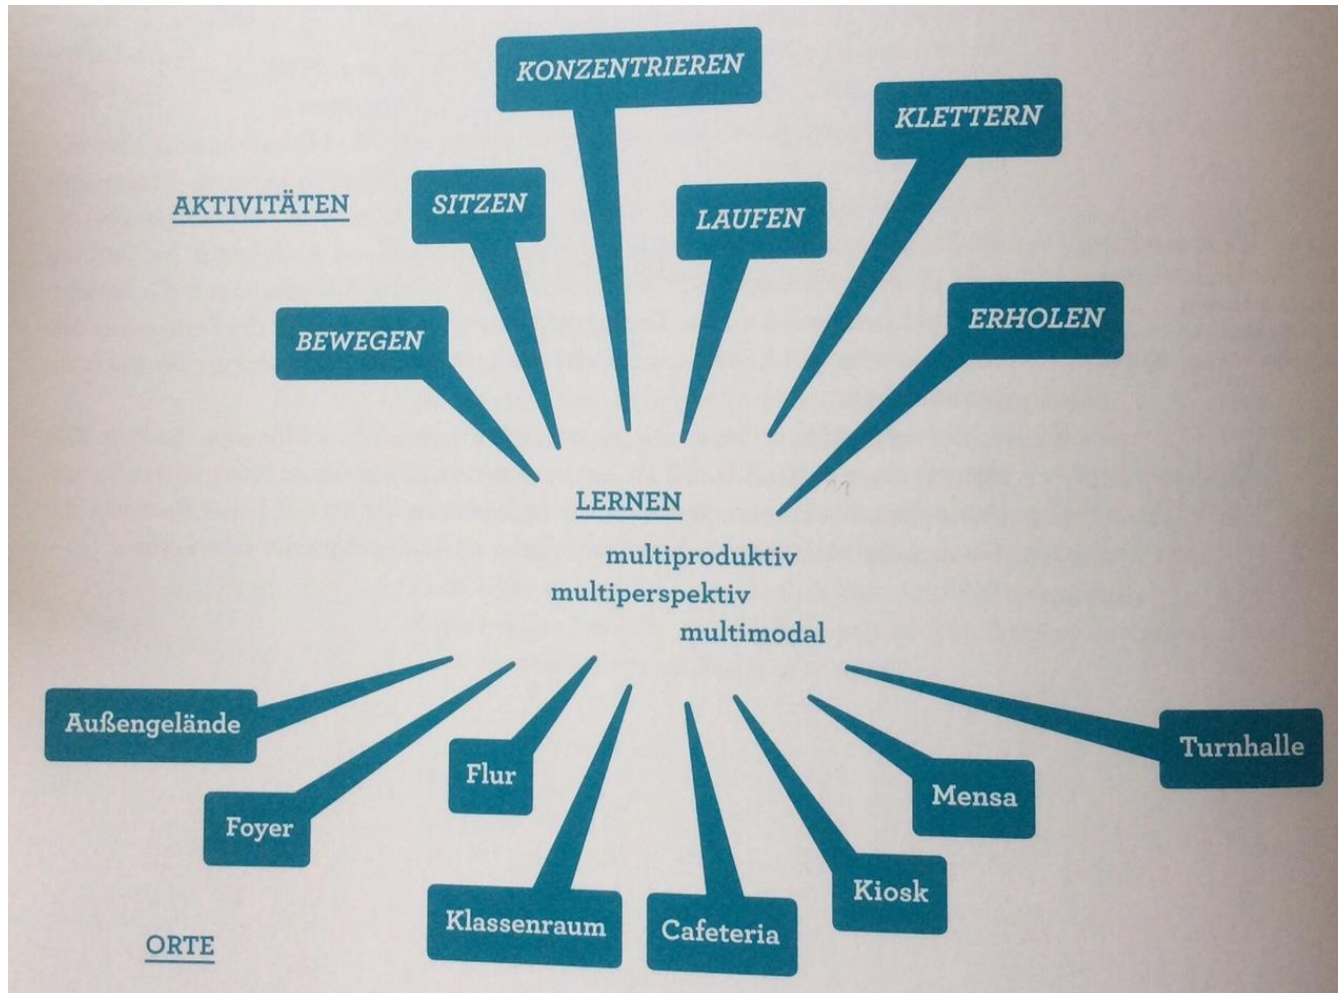 KONZENTRIEREN
KLETTERN
AKTIVITÄTEN
SITZEN
LAUFEN
BEWEGEN
ERHOLEN
LERNEN
multiproduktiv
multiperspektiv
multimodal
Außengelände
Foyer
Flur
Klassenraum
Cafeteria
Kiosk
Mensa
Turnhalle
ORTE